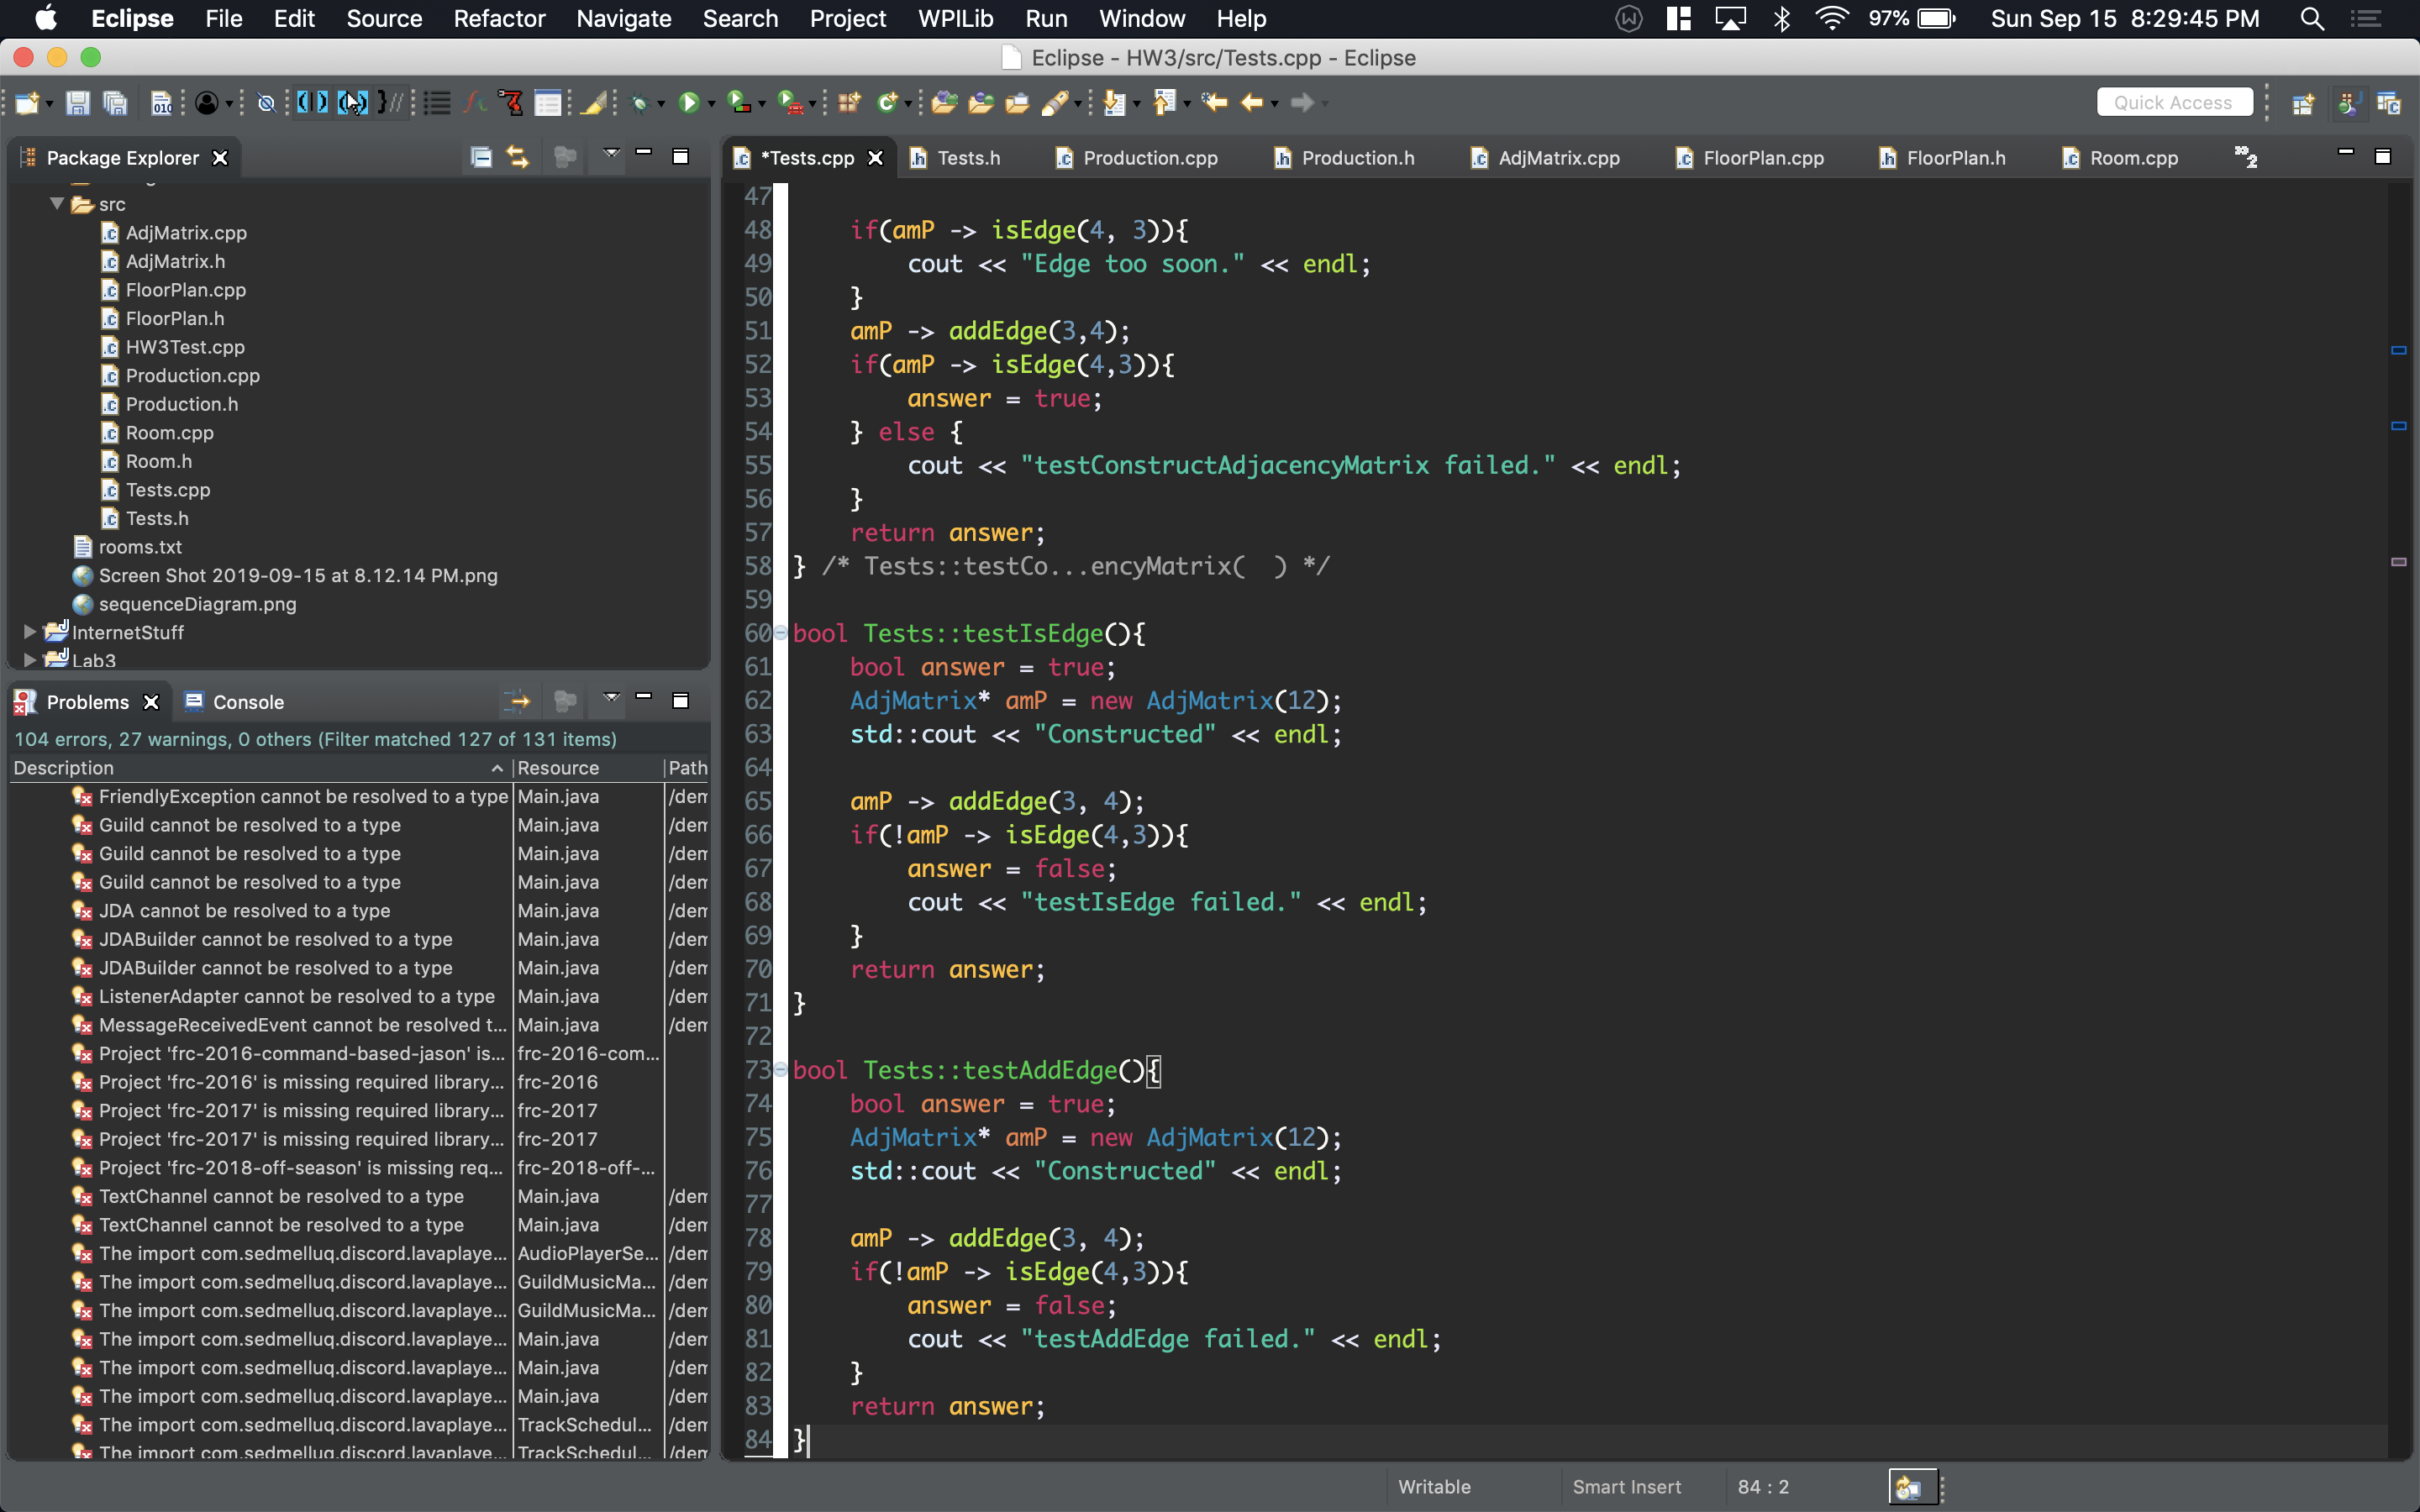 Eclipse File Edit Source Refactor Navigate Search Project WPILib Run Window Help 97% Sun Sep 15 8:29:45 PM
Eclipse - HW3/src/Tests.cpp - Eclipse
Quick Access
Package Explorer
src
AdjMatrix.cpp
AdjMatrix.h
FloorPlan.cpp
FloorPlan.h
HW3Test.cpp
Production.cpp
Production.h
Room.cpp
Room.h
Tests.cpp
Tests.h
rooms.txt
Screen Shot 2019-09-15 at 8.12.14 PM.png
sequenceDiagram.png
InternetStuff
Lab3
Problems Console
104 errors, 27 warnings, 0 others (Filter matched 127 of 131 items)
Description Resource Path
FriendlyException cannot be resolved to a type Main.java /dem
Guild cannot be resolved to a type Main.java /dem
Guild cannot be resolved to a type Main.java /dem
Guild cannot be resolved to a type Main.java /dem
JDA cannot be resolved to a type Main.java /dem
JDABuilder cannot be resolved to a type Main.java /dem
JDABuilder cannot be resolved to a type Main.java /dem
ListenerAdapter cannot be resolved to a type Main.java /dem
MessageReceivedEvent cannot be resolved t... Main.java /dem
Project 'frc-2016-command-based-jason' is... frc-2016-com...
Project 'frc-2016' is missing required library... frc-2016
Project 'frc-2017' is missing required library... frc-2017
Project 'frc-2017' is missing required library... frc-2017
Project 'frc-2018-off-season' is missing req... frc-2018-off-...
TextChannel cannot be resolved to a type Main.java /dem
TextChannel cannot be resolved to a type Main.java /dem
The import com.sedmelluq.discord.lavaplaye... AudioPlayerSe... /dem
The import com.sedmelluq.discord.lavaplaye... GuildMusicMa... /dem
The import com.sedmelluq.discord.lavaplaye... GuildMusicMa... /dem
The import com.sedmelluq.discord.lavaplaye... Main.java /dem
The import com.sedmelluq.discord.lavaplaye... Main.java /dem
The import com.sedmelluq.discord.lavaplaye... Main.java /dem
The import com.sedmelluq.discord.lavaplaye... TrackSchedul... /dem
The import com.sedmelluq.discord.lavaplaye... TrackSchedul... /dem
*Tests.cpp Tests.h Production.cpp Production.h AdjMatrix.cpp FloorPlan.cpp FloorPlan.h Room.cpp 2
47
48 if(amP -> isEdge(4, 3)){
49 cout << "Edge too soon." << endl;
50 }
51 amP -> addEdge(3,4);
52 if(amP -> isEdge(4,3)){
53 answer = true;
54 } else {
55 cout << "testConstructAdjacencyMatrix failed." << endl;
56 }
57 return answer;
58 } /* Tests::testCo...encyMatrix( ) */
59
60 bool Tests::testIsEdge(){
61 bool answer = true;
62 AdjMatrix* amP = new AdjMatrix(12);
63 std::cout << "Constructed" << endl;
64
65 amP -> addEdge(3, 4);
66 if(!amP -> isEdge(4,3)){
67 answer = false;
68 cout << "testIsEdge failed." << endl;
69 }
70 return answer;
71 }
72
73 bool Tests::testAddEdge(){
74 bool answer = true;
75 AdjMatrix* amP = new AdjMatrix(12);
76 std::cout << "Constructed" << endl;
77
78 amP -> addEdge(3, 4);
79 if(!amP -> isEdge(4,3)){
80 answer = false;
81 cout << "testAddEdge failed." << endl;
82 }
83 return answer;
84 }
Writable Smart Insert 84 : 2